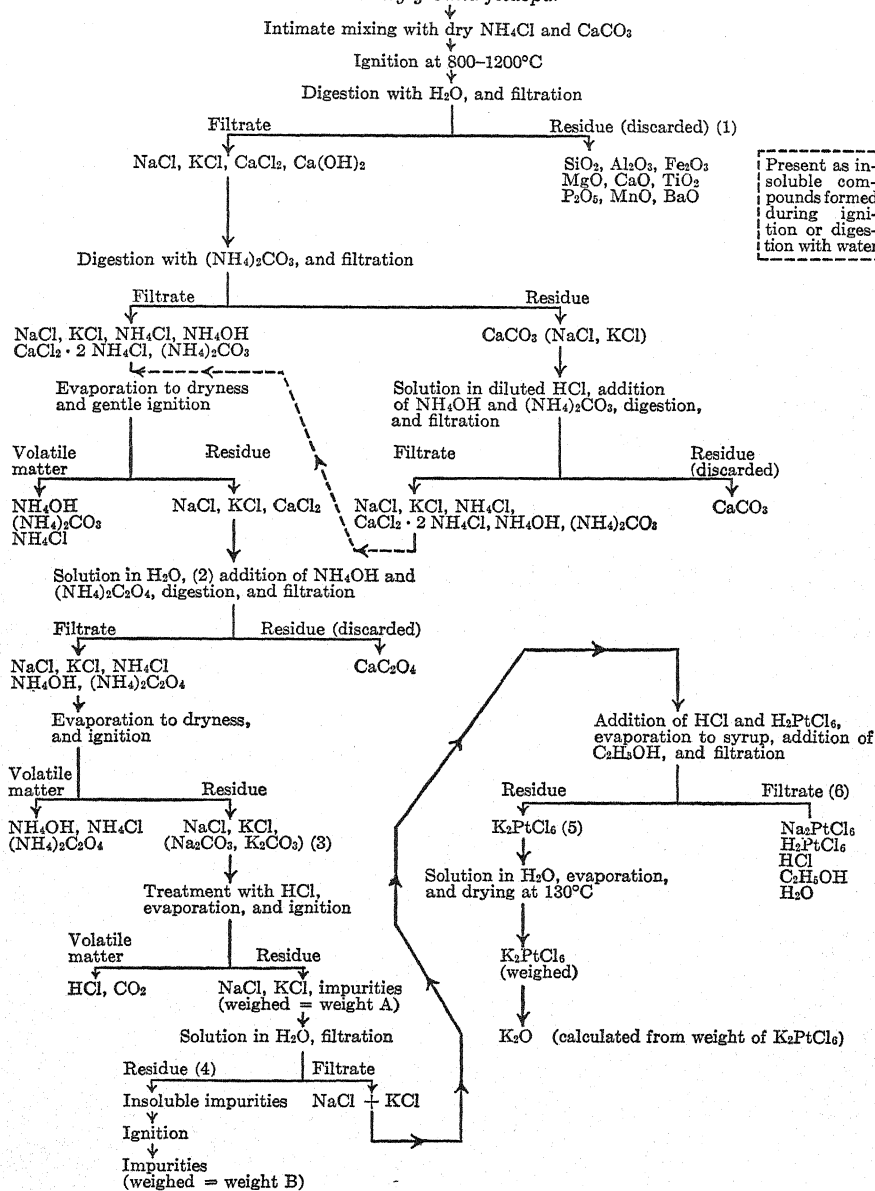 Intimate mixing with dry NH₄Cl and CaCO₃
Ignition at 800–1200°C
Digestion with H₂O, and filtration
Filtrate
Residue (discarded) (1)
NaCl, KCl, CaCl₂, Ca(OH)₂
SiO₂, Al₂O₃, Fe₂O₃
MgO, CaO, TiO₂
P₂O₅, MnO, BaO
Present as in-
soluble com-
pounds formed
during igni-
tion or diges-
tion with water
Digestion with (NH₄)₂CO₃, and filtration
Filtrate
Residue
NaCl, KCl, NH₄Cl, NH₄OH
CaCl₂ · 2 NH₄Cl, (NH₄)₂CO₃
CaCO₃ (NaCl, KCl)
Evaporation to dryness
and gentle ignition
Solution in diluted HCl, addition
of NH₄OH and (NH₄)₂CO₃, digestion,
and filtration
Volatile
matter
Residue
Filtrate
Residue
(discarded)
NH₄OH
(NH₄)₂CO₃
NH₄Cl
NaCl, KCl, CaCl₂
NaCl, KCl, NH₄Cl,
CaCl₂ · 2 NH₄Cl, NH₄OH, (NH₄)₂CO₃
CaCO₃
Solution in H₂O, (2) addition of NH₄OH and
(NH₄)₂C₂O₄, digestion, and filtration
Filtrate
Residue (discarded)
NaCl, KCl, NH₄Cl
NH₄OH, (NH₄)₂C₂O₄
CaC₂O₄
Evaporation to dryness,
and ignition
Volatile
matter
Residue
NH₄OH, NH₄Cl
(NH₄)₂C₂O₄
NaCl, KCl,
(Na₂CO₃, K₂CO₃) (3)
Treatment with HCl,
evaporation, and ignition
Volatile
matter
Residue
HCl, CO₂
NaCl, KCl, impurities
(weighed = weight A)
Solution in H₂O, filtration
Residue (4)
Filtrate
Insoluble impurities
NaCl + KCl
Ignition
Impurities
(weighed = weight B)
Addition of HCl and H₂PtCl₆,
evaporation to syrup, addition of
C₂H₅OH, and filtration
Residue
Filtrate (6)
K₂PtCl₆ (5)
Na₂PtCl₆
H₂PtCl₆
HCl
C₂H₅OH
H₂O
Solution in H₂O, evaporation,
and drying at 130°C
K₂PtCl₆
(weighed)
K₂O (calculated from weight of K₂PtCl₆)